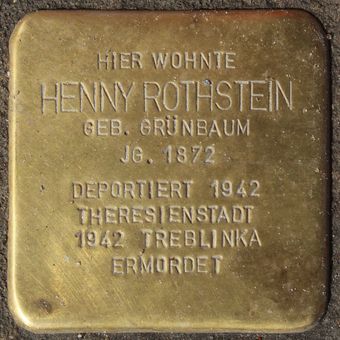 HIER WOHNTE
HENNY ROTHSTEIN
GEB. GRÜNBAUM
JG. 1872
DEPORTIERT 1942
THERESIENSTADT
1942 TREBLINKA
ERMORDET